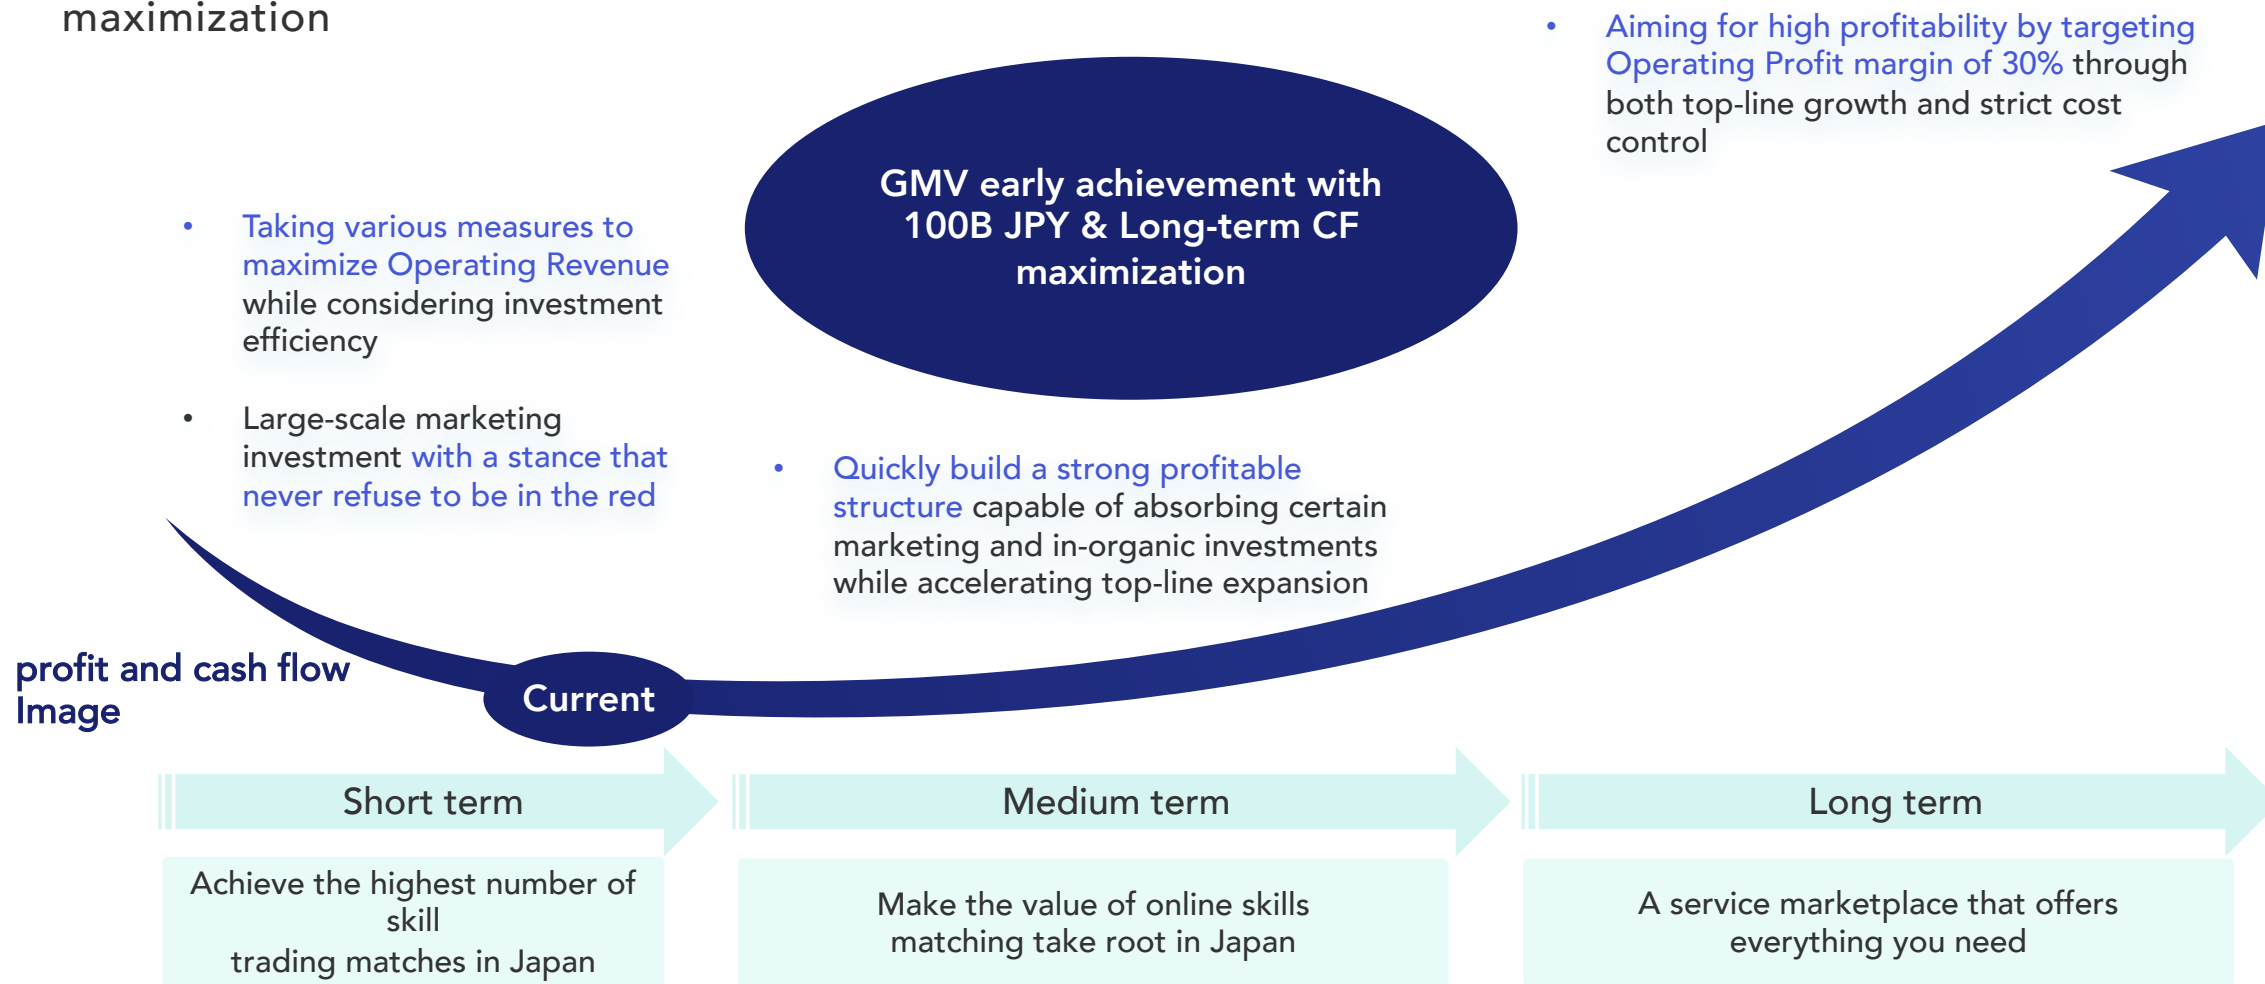 maximization
• Taking various measures to
maximize Operating Revenue
while considering investment
efficiency
• Large-scale marketing
investment with a stance that
never refuse to be in the red
GMV early achievement with
100B JPY & Long-term CF
maximization
• Quickly build a strong profitable
structure capable of absorbing certain
marketing and in-organic investments
while accelerating top-line expansion
• Aiming for high profitability by targeting
Operating Profit margin of 30% through
both top-line growth and strict cost
control
profit and cash flow
Image
Current
Short term
Medium term
Long term
Achieve the highest number of
skill
trading matches in Japan
Make the value of online skills
matching take root in Japan
A service marketplace that offers
everything you need